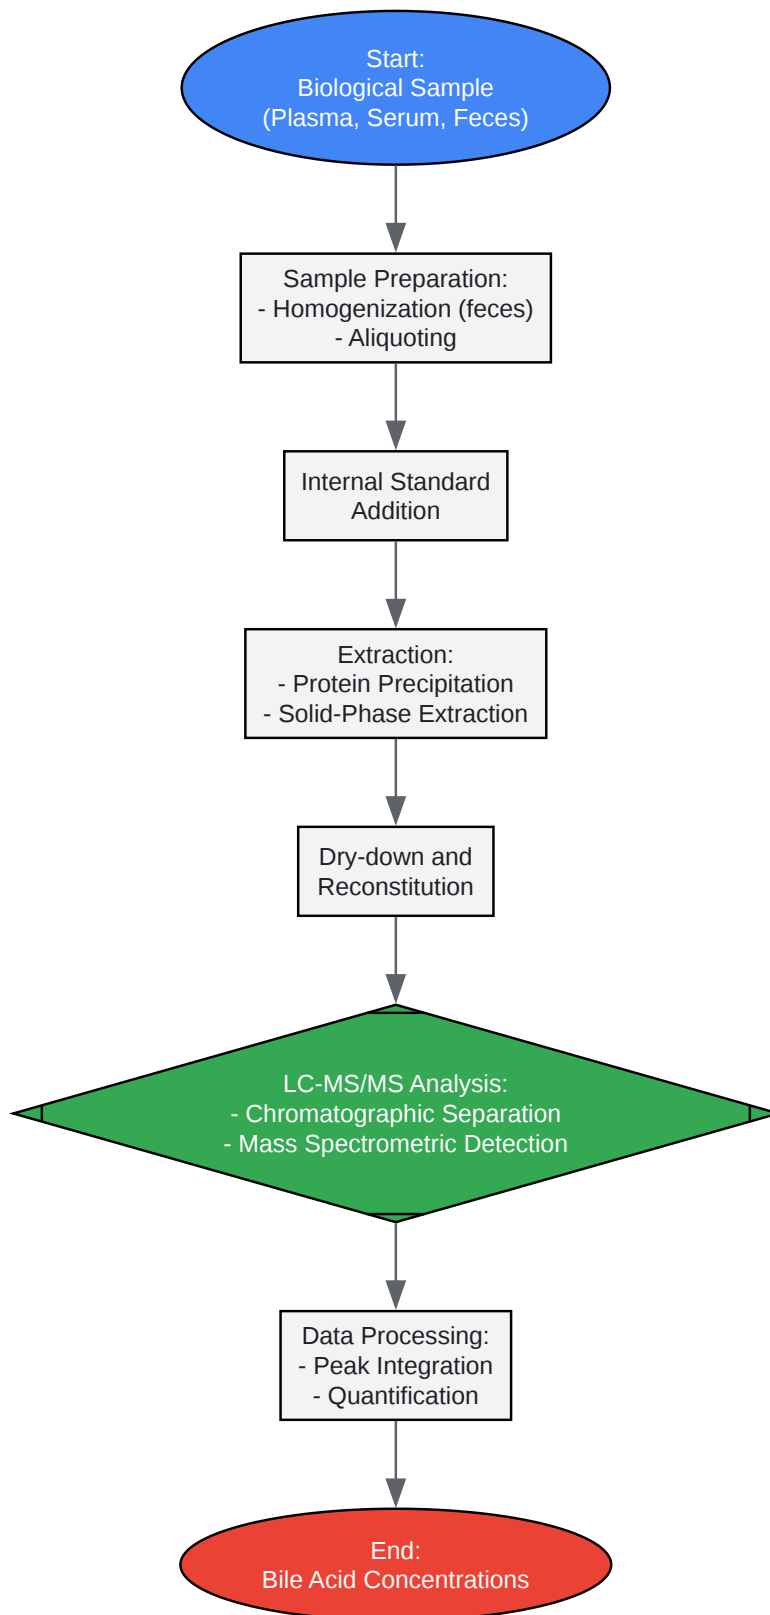 Start:
Biological Sample
(Plasma, Serum, Feces)
Sample Preparation:
- Homogenization (feces)
- Aliquoting
Internal Standard
Addition
Extraction:
- Protein Precipitation
- Solid-Phase Extraction
Dry-down and
Reconstitution
LC-MS/MS Analysis:
- Chromatographic Separation
- Mass Spectrometric Detection
Data Processing:
- Peak Integration
- Quantification
End:
Bile Acid Concentrations